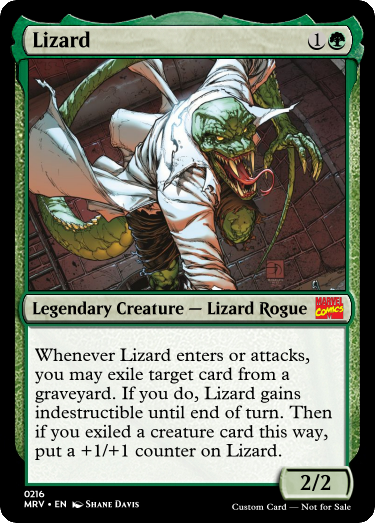 Lizard 1
Legendary Creature — Lizard Rogue MARVEL COMICS
Whenever Lizard enters or attacks,
you may exile target card from a
graveyard. If you do, Lizard gains
indestructible until end of turn. Then
if you exiled a creature card this way,
put a +1/+1 counter on Lizard.
2/2
0216
MRV • EN SHANE DAVIS
Custom Card — Not for Sale